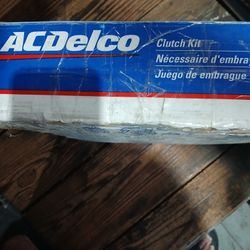 ACDelco
Clutch Kit
Nécessaire d'embra
Juego de embrague